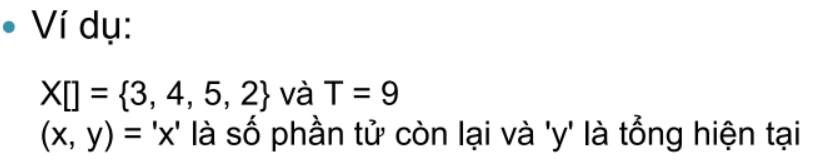 • Ví dụ:
X[] = {3, 4, 5, 2} và T = 9
(x, y) = 'x' là số phần tử còn lại và 'y' là tổng hiện tại